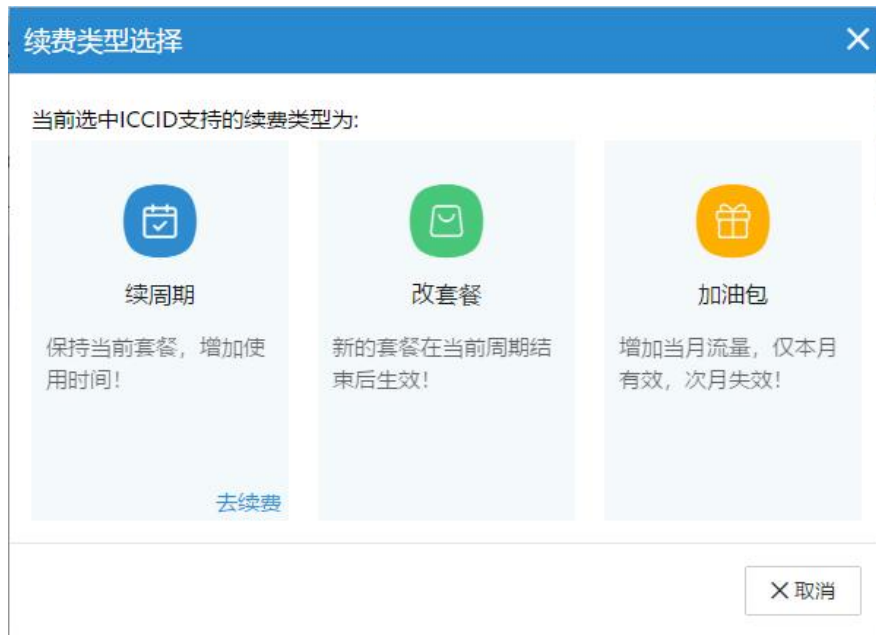 续费类型选择
当前选中ICCID支持的续费类型为:
续周期
保持当前套餐，增加使
用时间！
去续费
改套餐
新的套餐在当前周期结
束后生效！
加油包
增加当月流量，仅本月
有效，次月失效！
取消